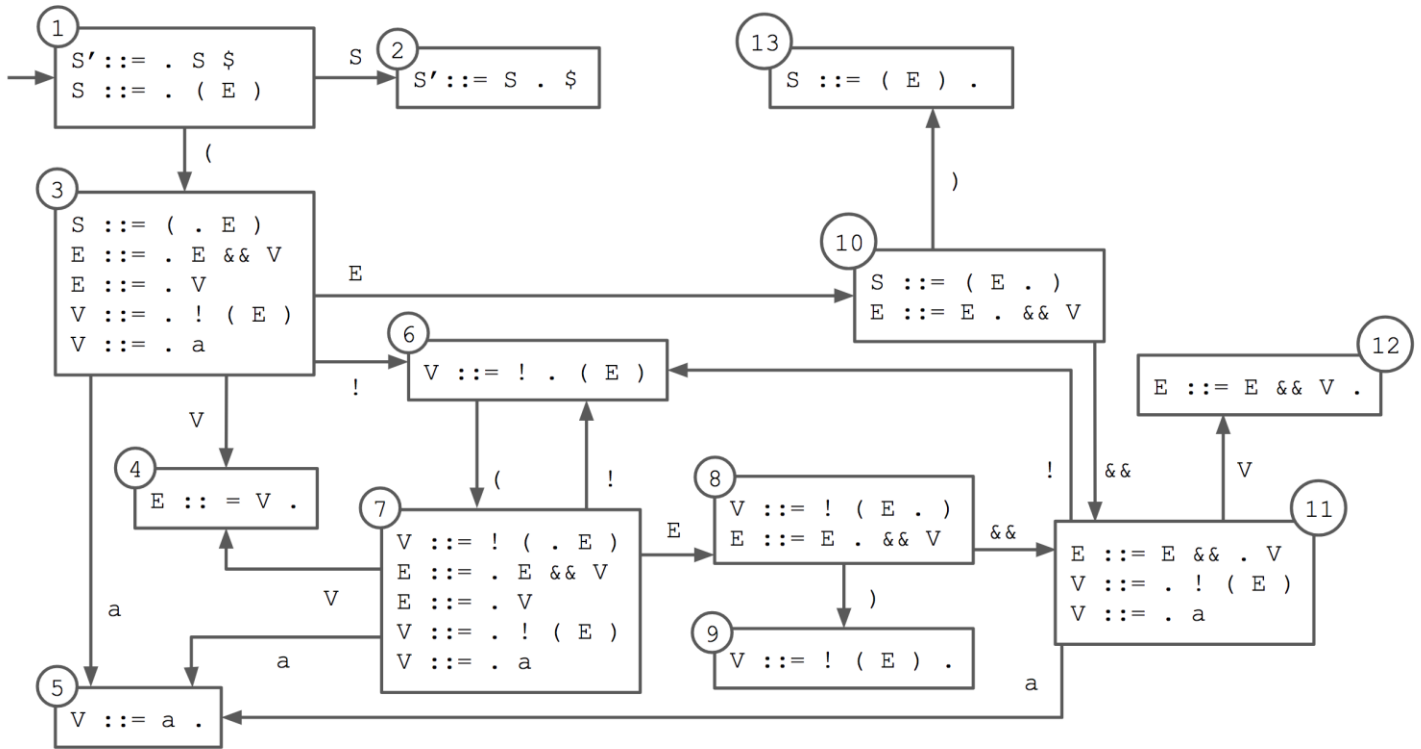 1
S'::= . S $
S ::= . ( E )
S
2
S'::= S . $
13
S ::= ( E ) .
(
)
3
S ::= ( . E )
E ::= . E && V
E ::= . V
V ::= . ! ( E )
V ::= . a
E
10
S ::= ( E . )
E ::= E . && V
!
6
V ::= ! . ( E )
12
E ::= E && V .
V
4
E :: = V .
(
!
7
V ::= ! ( . E )
E ::= . E && V
E ::= . V
V ::= . ! ( E )
V ::= . a
V
a
a
E
8
V ::= ! ( E . )
E ::= E . && V
&&
)
9
V ::= ! ( E ) .
!
&&
V
11
E ::= E && . V
V ::= . ! ( E )
V ::= . a
a
5
V ::= a .